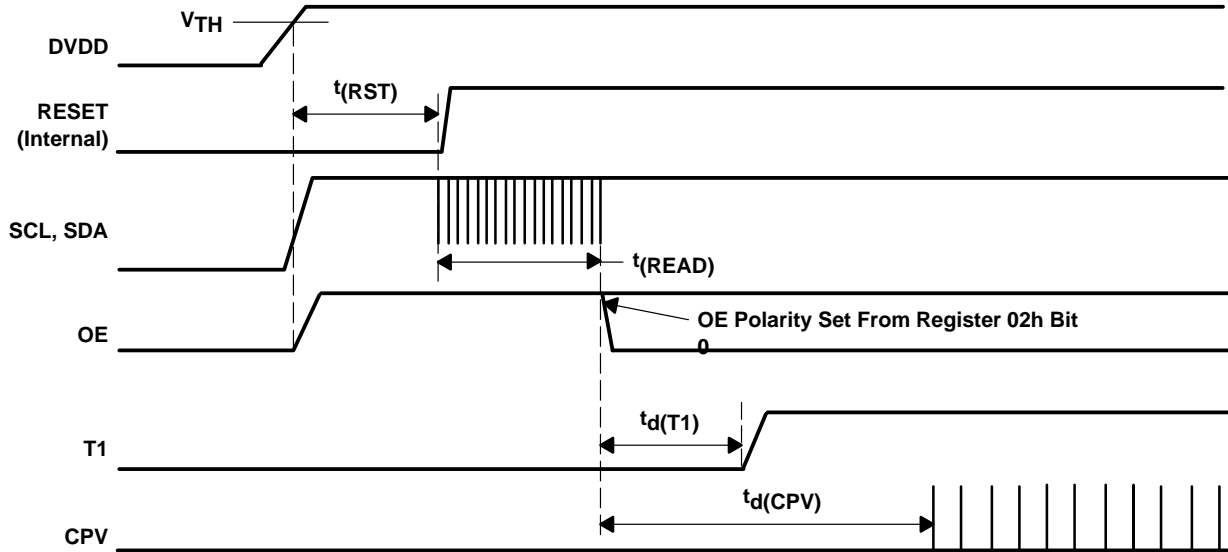 VTH
DVDD
t(RST)
RESET
(Internal)
SCL, SDA
t(READ)
OE Polarity Set From Register 02h Bit
0
OE
td(T1)
T1
td(CPV)
CPV